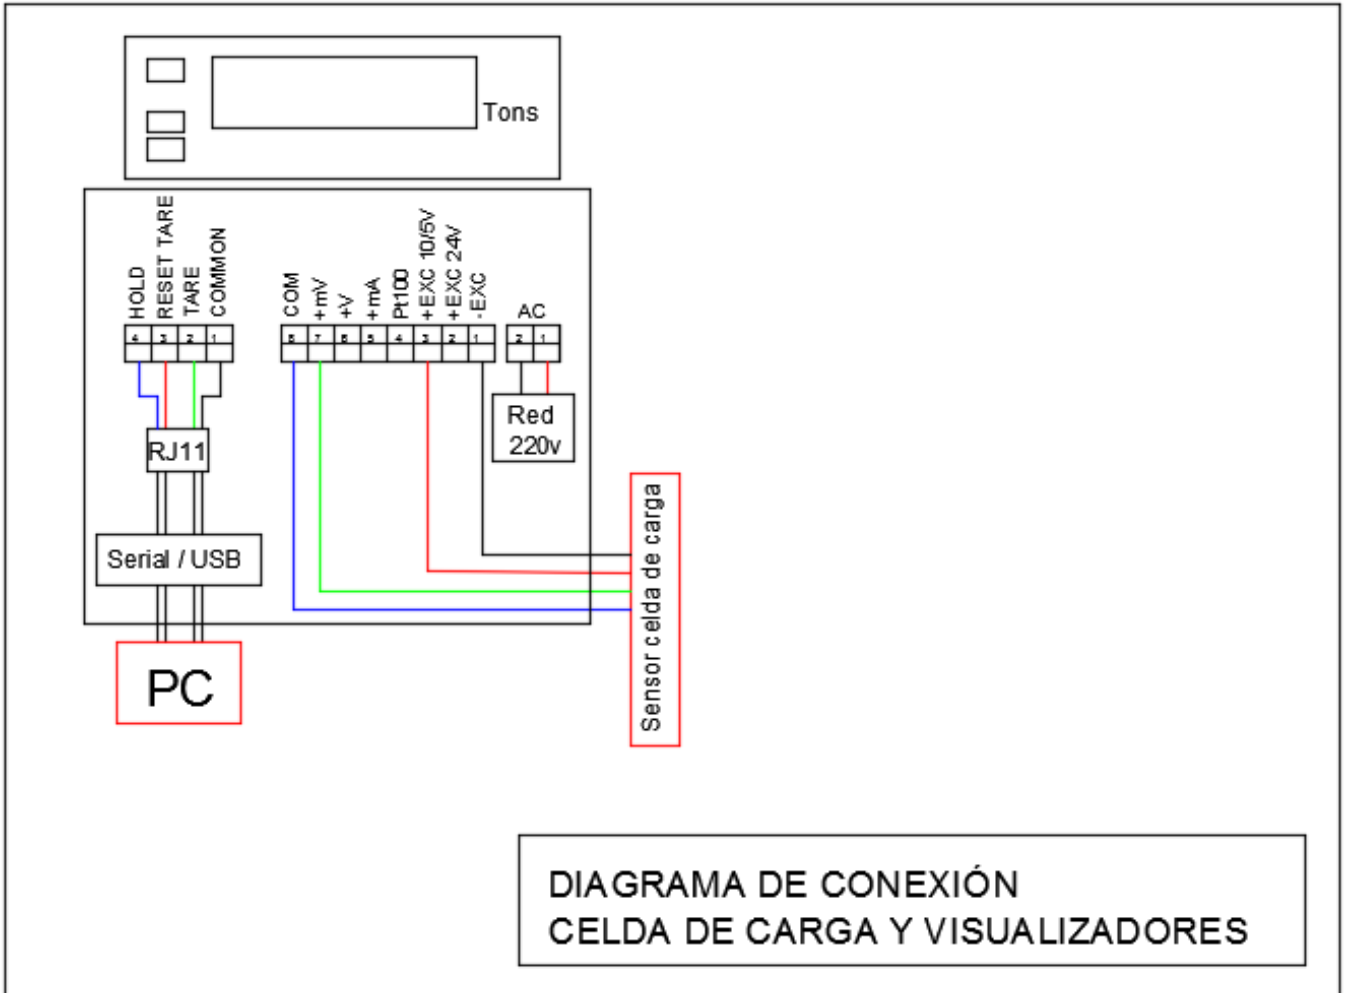 Tons
HOLD
RESET TARE
TARE
COMMON
COM
+mV
+V
+mA
Pt100
+EXC 10/5V
+EXC 24V
-EXC
AC
4 3 2 1
8 7 6 5 4 3 2 1
2 1
RJ11
Red
220v
Serial / USB
PC
Sensor celda de carga
DIAGRAMA DE CONEXIÓN
CELDA DE CARGA Y VISUALIZADORES